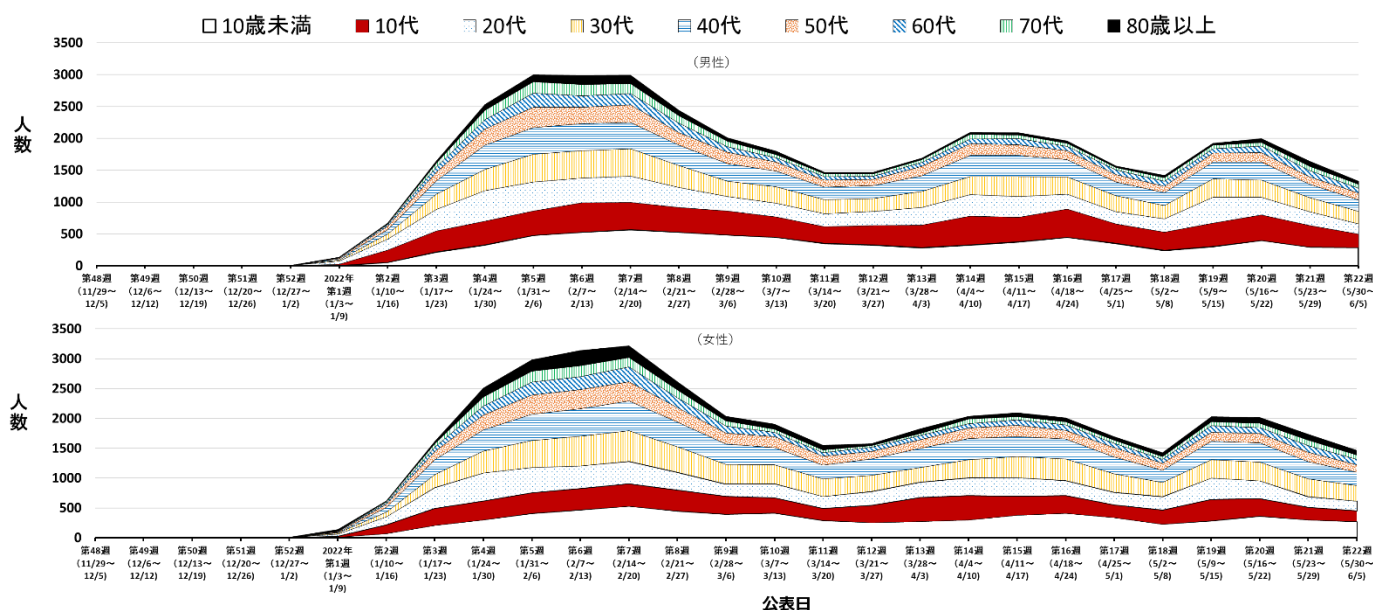 10歳未満 10代 20代 30代 40代 50代 60代 70代 80歳以上
(男性)
人数
3500
3000
2500
2000
1500
1000
500
0
第48週 第49週 第50週 第51週 第52週 2022年 第2週 第3週 第4週 第5週 第6週 第7週 第8週 第9週 第10週 第11週 第12週 第13週 第14週 第15週 第16週 第17週 第18週 第19週 第20週 第21週 第22週
(11/29～ (12/6～ (12/13～ (12/20～ (12/27～ 第1週 (1/10～ (1/17～ (1/24～ (1/31～ (2/7～ (2/14～ (2/21～ (2/28～ (3/7～ (3/14～ (3/21～ (3/28～ (4/4～ (4/11～ (4/18～ (4/25～ (5/2～ (5/9～ (5/16～ (5/23～ (5/30～
12/5) 12/12) 12/19) 12/26) 1/2) (1/3～ 1/16) 1/23) 1/30) 2/6) 2/13) 2/20) 2/27) 3/6) 3/13) 3/20) 3/27) 4/3) 4/10) 4/17) 4/24) 5/1) 5/8) 5/15) 5/22) 5/29) 6/5)
1/9)
(女性)
人数
3500
3000
2500
2000
1500
1000
500
0
第48週 第49週 第50週 第51週 第52週 2022年 第2週 第3週 第4週 第5週 第6週 第7週 第8週 第9週 第10週 第11週 第12週 第13週 第14週 第15週 第16週 第17週 第18週 第19週 第20週 第21週 第22週
(11/29～ (12/6～ (12/13～ (12/20～ (12/27～ 第1週 (1/10～ (1/17～ (1/24～ (1/31～ (2/7～ (2/14～ (2/21～ (2/28～ (3/7～ (3/14～ (3/21～ (3/28～ (4/4～ (4/11～ (4/18～ (4/25～ (5/2～ (5/9～ (5/16～ (5/23～ (5/30～
12/5) 12/12) 12/19) 12/26) 1/2) (1/3～ 1/16) 1/23) 1/30) 2/6) 2/13) 2/20) 2/27) 3/6) 3/13) 3/20) 3/27) 4/3) 4/10) 4/17) 4/24) 5/1) 5/8) 5/15) 5/22) 5/29) 6/5)
1/9)
公表日